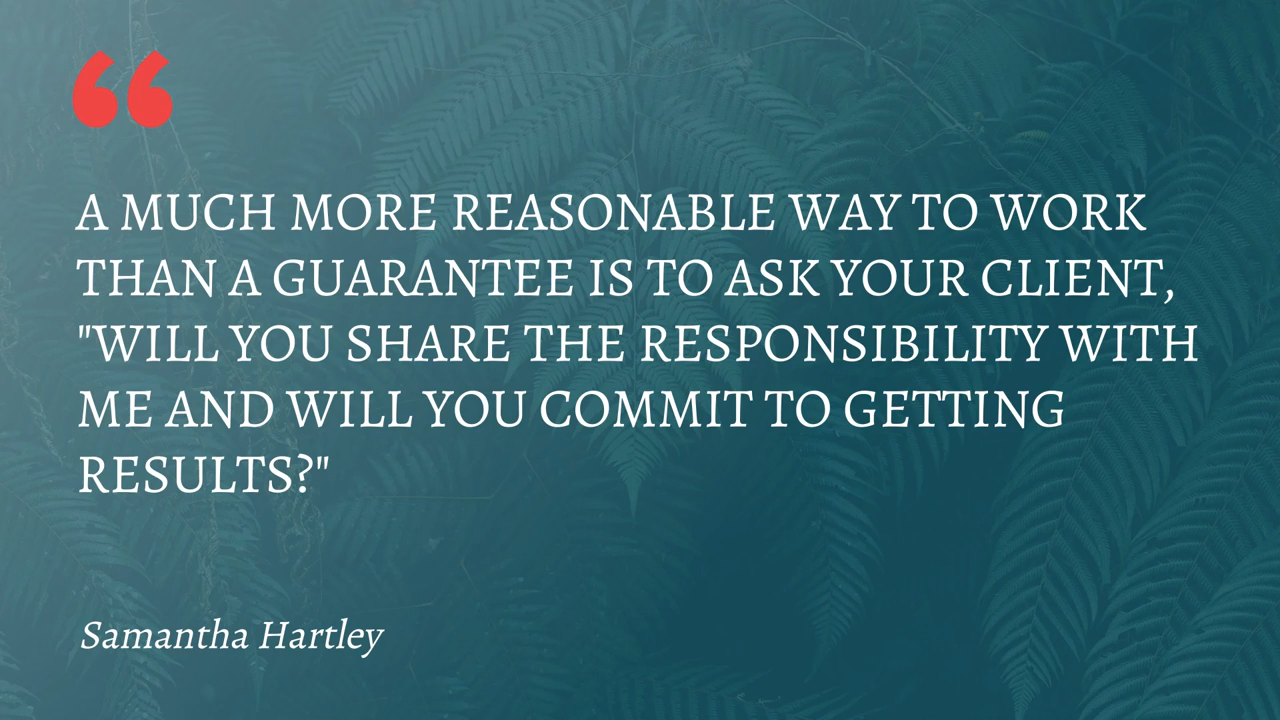 “
A MUCH MORE REASONABLE WAY TO WORK
THAN A GUARANTEE IS TO ASK YOUR CLIENT,
"WILL YOU SHARE THE RESPONSIBILITY WITH
ME AND WILL YOU COMMIT TO GETTING
RESULTS?"
Samantha Hartley